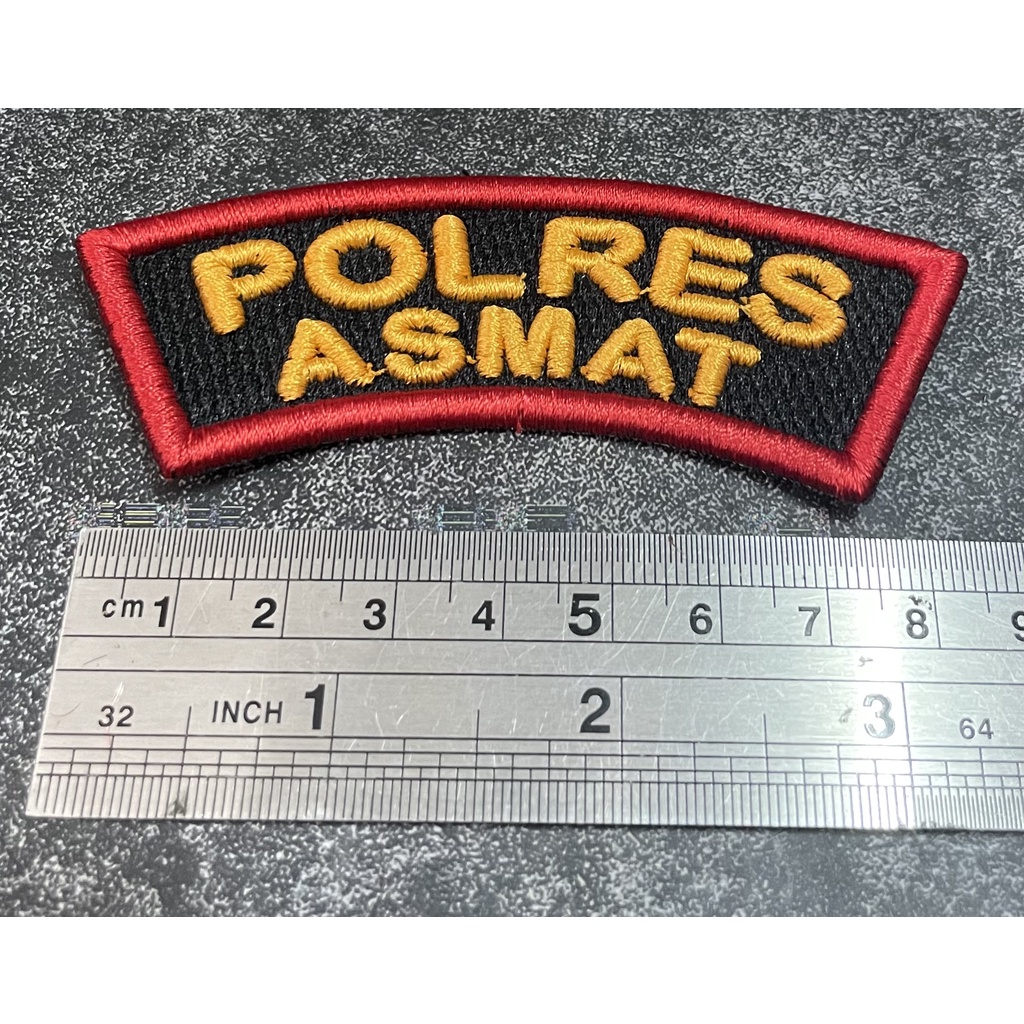 POLRES
ASMAT
cm 1 2 3 4 5 6 7 8 9
32 INCH 1 2 3 64